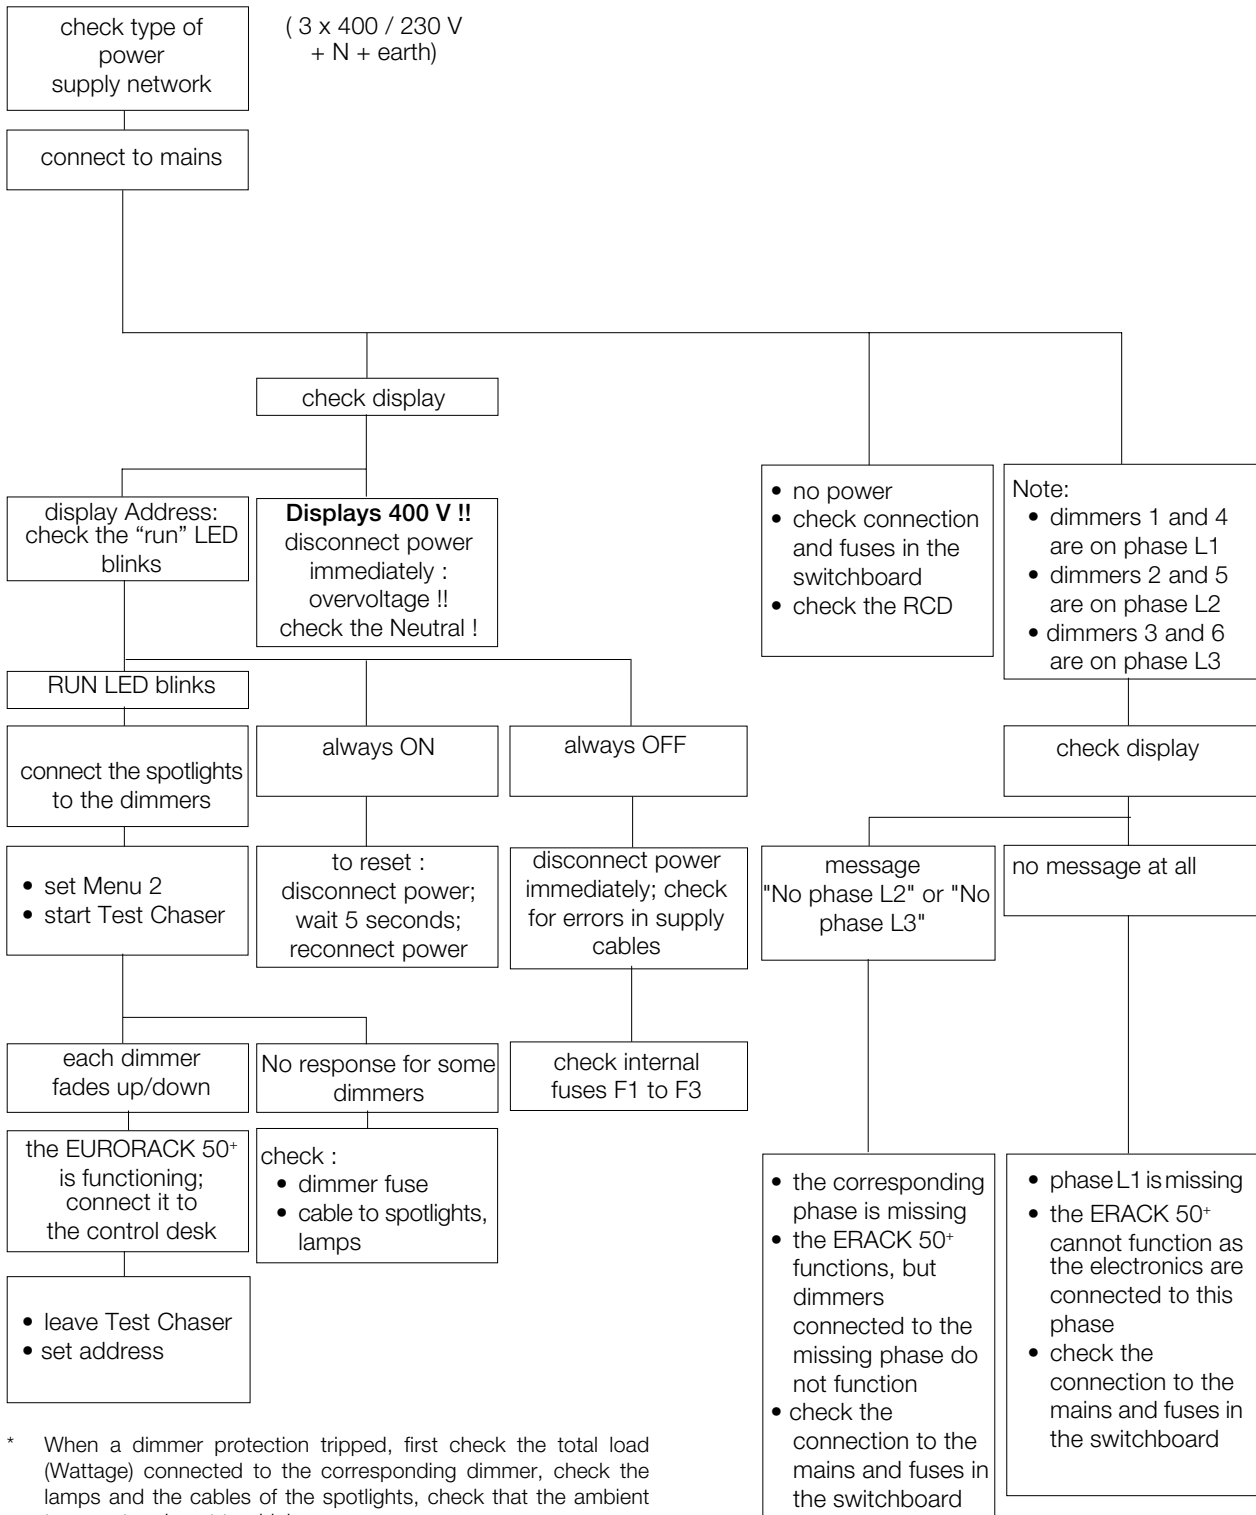 check type of
power
supply network
( 3 x 400 / 230 V
+ N + earth)
connect to mains
check display
display Address:
check the “run” LED
blinks
Displays 400 V !!
disconnect power
immediately :
overvoltage !!
check the Neutral !
• no power
• check connection
and fuses in the
switchboard
• check the RCD
Note:
• dimmers 1 and 4
are on phase L1
• dimmers 2 and 5
are on phase L2
• dimmers 3 and 6
are on phase L3
RUN LED blinks
connect the spotlights
to the dimmers
always ON
always OFF
check display
• set Menu 2
• start Test Chaser
to reset :
disconnect power;
wait 5 seconds;
reconnect power
disconnect power
immediately; check
for errors in supply
cables
message
"No phase L2" or "No
phase L3"
no message at all
each dimmer
fades up/down
No response for some
dimmers
check internal
fuses F1 to F3
the EURORACK 50+
is functioning;
connect it to
the control desk
check :
• dimmer fuse
• cable to spotlights,
lamps
• the corresponding
phase is missing
• the ERACK 50+
functions, but
dimmers
connected to the
missing phase do
not function
• check the
connection to the
mains and fuses in
the switchboard
• phase L1 is missing
• the ERACK 50+
cannot function as
the electronics are
connected to this
phase
• check the
connection to the
mains and fuses in
the switchboard
• leave Test Chaser
• set address
* When a dimmer protection tripped, first check the total load
(Wattage) connected to the corresponding dimmer, check the
lamps and the cables of the spotlights, check that the ambient